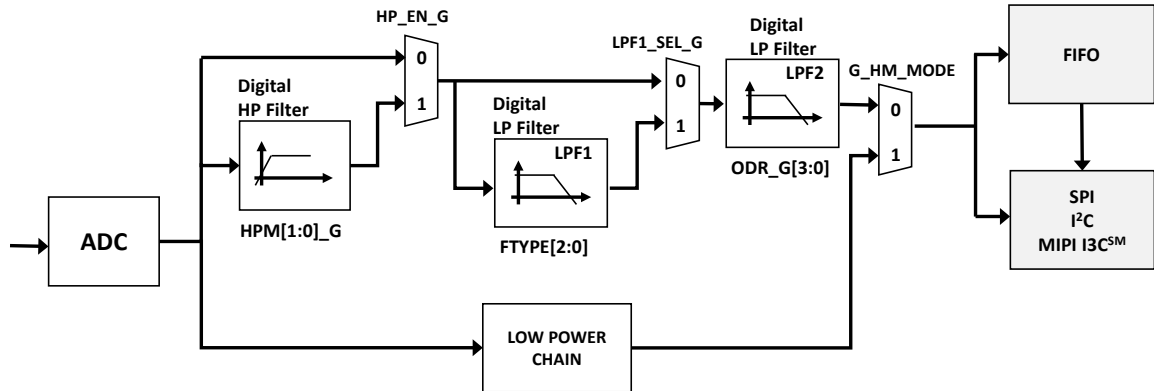 HP_EN_G
0
1
Digital
HP Filter
HPM[1:0]_G
ADC
Digital
LP Filter
LPF1
FTYPE[2:0]
LPF1_SEL_G
0
1
Digital
LP Filter
LPF2
ODR_G[3:0]
G_HM_MODE
0
1
LOW POWER
CHAIN
FIFO
SPI
I²C
MIPI I3Cˢᴹ